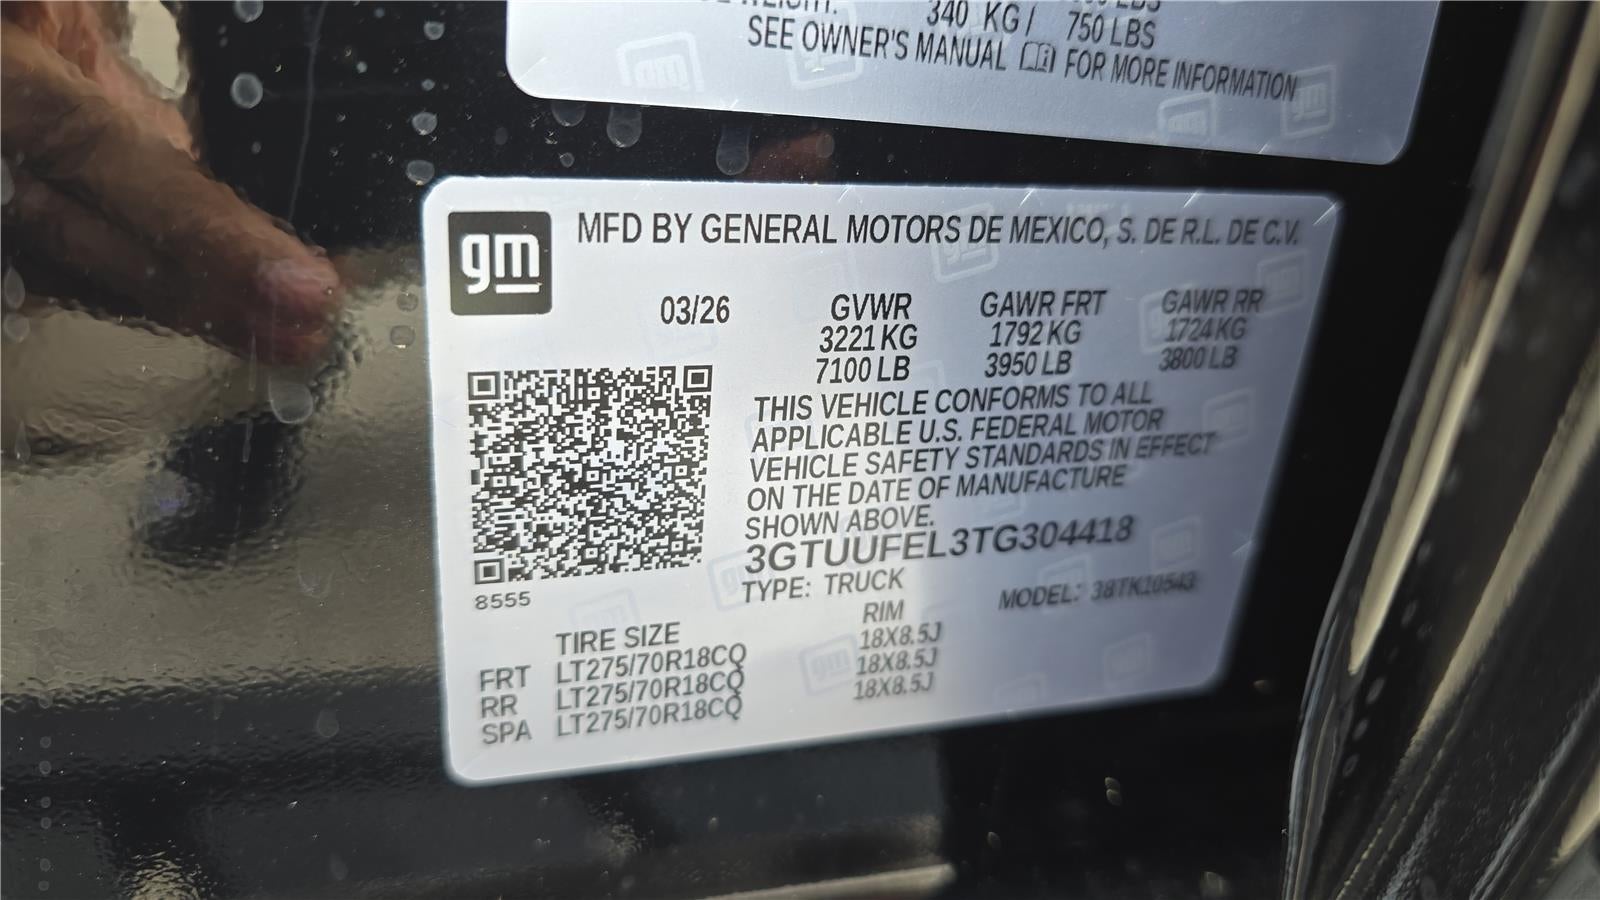 340 KG / 750 LBS
SEE OWNER'S MANUAL FOR MORE INFORMATION
gm
MFD BY GENERAL MOTORS DE MEXICO, S. DE R.L. DE C.V.
03/26 GVWR GAWR FRT GAWR RR
3221 KG 1792 KG 1724 KG
7100 LB 3950 LB 3800 LB
THIS VEHICLE CONFORMS TO ALL
APPLICABLE U.S. FEDERAL MOTOR
VEHICLE SAFETY STANDARDS IN EFFECT
ON THE DATE OF MANUFACTURE
SHOWN ABOVE.
3GTUUFEL3TG304418
8555
TYPE: TRUCK MODEL: 38TK10543
TIRE SIZE RIM
FRT LT275/70R18CQ 18X8.5J
RR LT275/70R18CQ 18X8.5J
SPA LT275/70R18CQ 18X8.5J